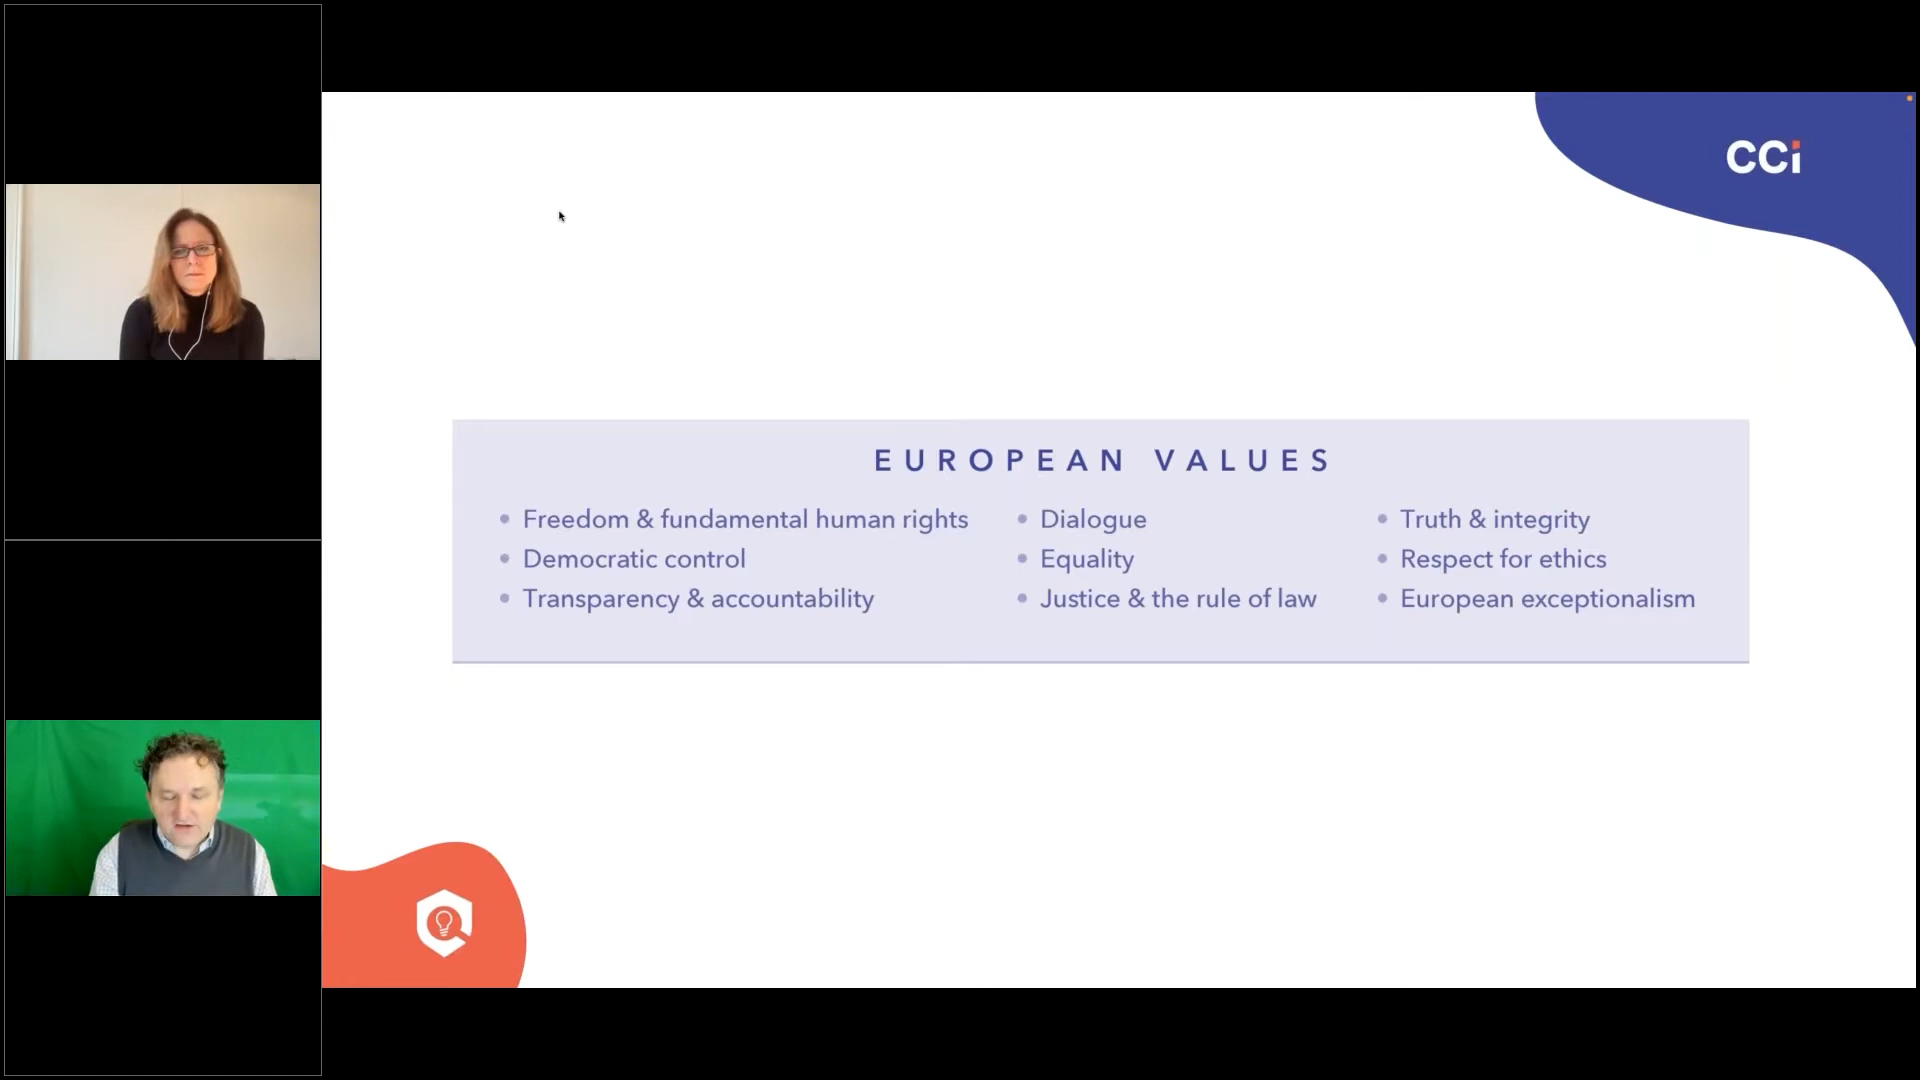 CCi
EUROPEAN VALUES
• Freedom & fundamental human rights
• Democratic control
• Transparency & accountability
• Dialogue
• Equality
• Justice & the rule of law
• Truth & integrity
• Respect for ethics
• European exceptionalism